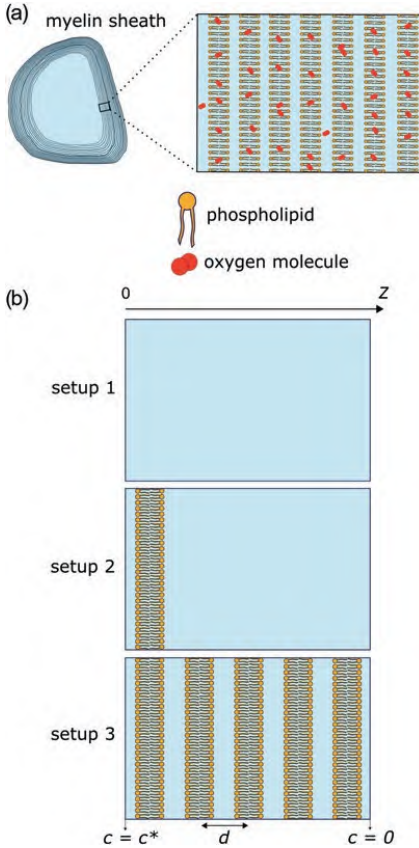 (a)
myelin sheath
phospholipid
oxygen molecule
(b)
0
Z
setup 1
setup 2
setup 3
c = c*
d
c = 0